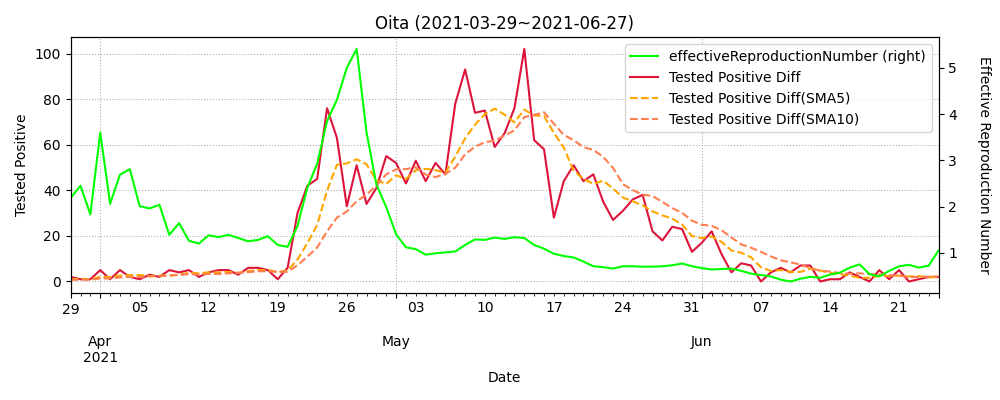 Oita (2021-03-29~2021-06-27)
effectiveReproductionNumber (right)
Tested Positive Diff
Tested Positive Diff(SMA5)
Tested Positive Diff(SMA10)
Tested Positive
100
80
60
40
20
0
Effective Reproduction Number
5
4
3
2
1
29 05 12 19 26 03 10 17 24 31 07 14 21
Apr May Jun
2021
Date